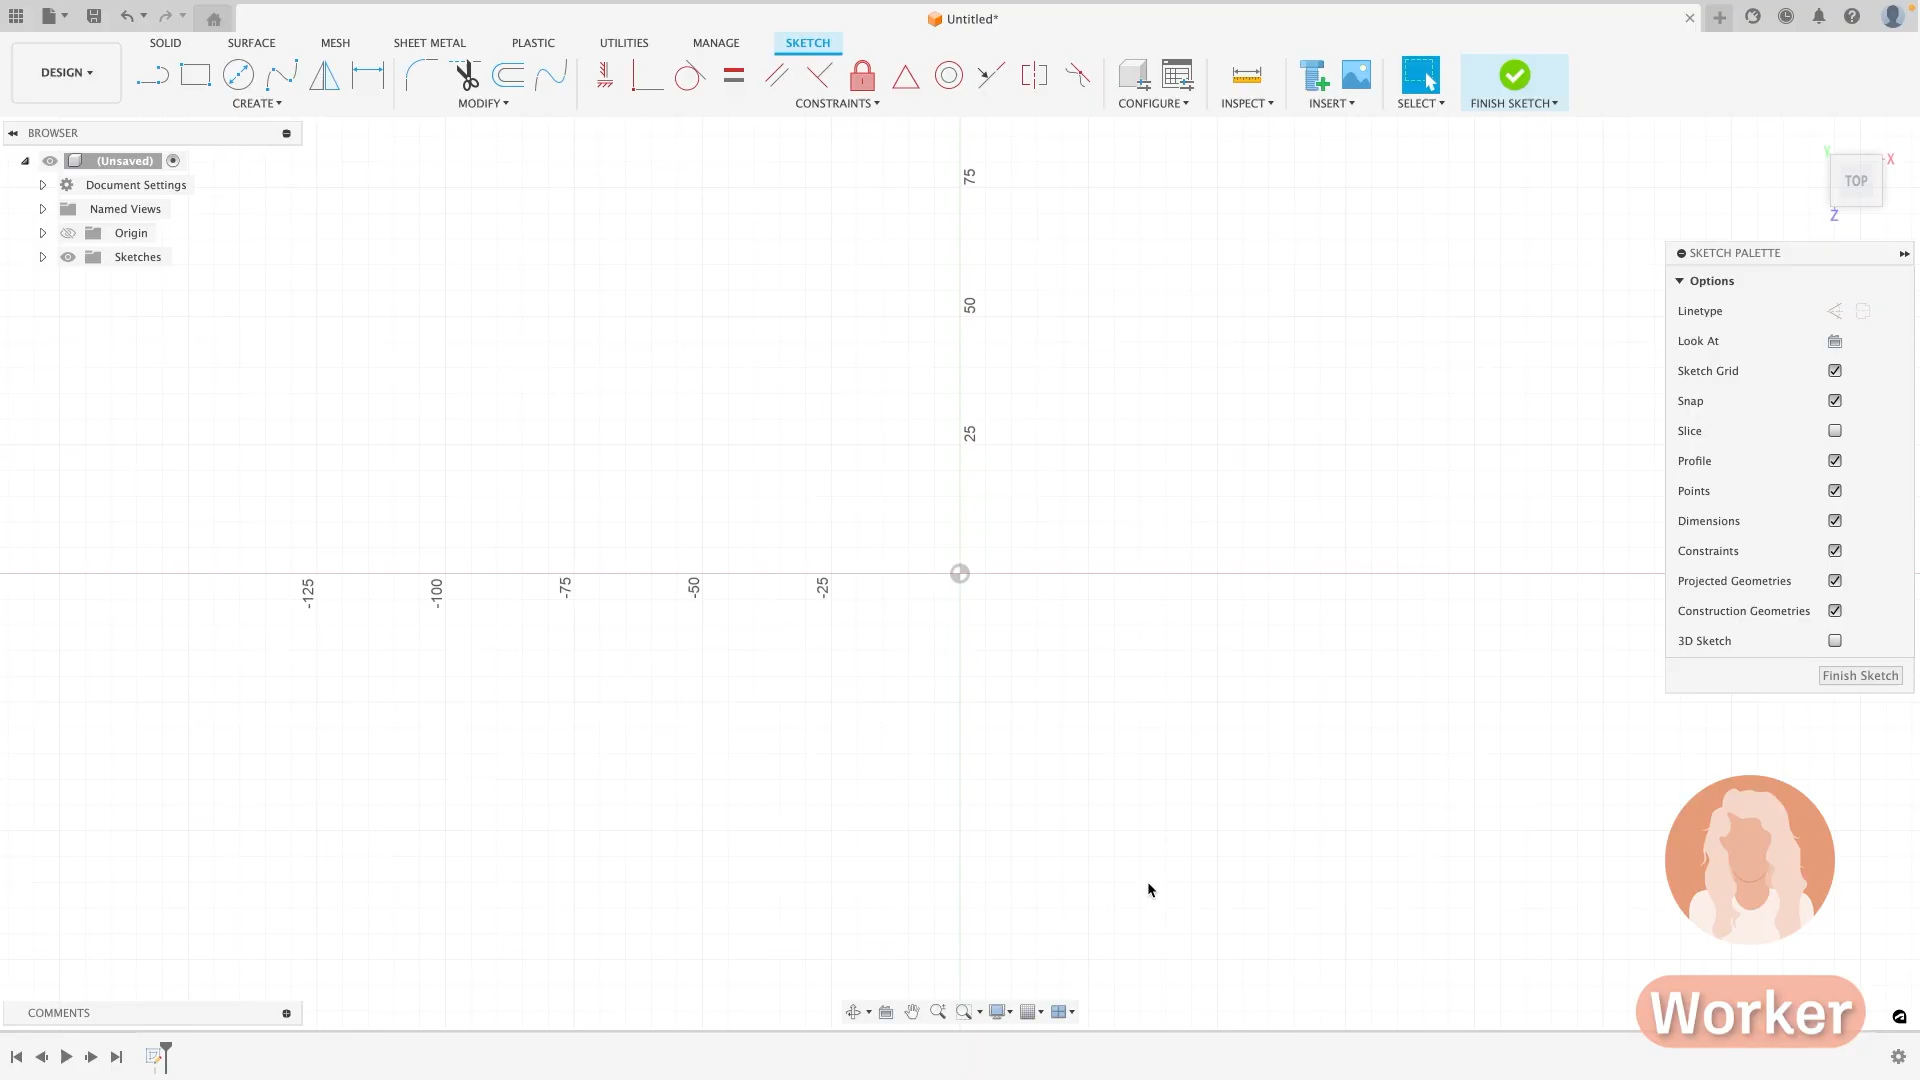 Untitled*
SOLID SURFACE MESH SHEET METAL PLASTIC UTILITIES MANAGE SKETCH
DESIGN
CREATE MODIFY CONSTRAINTS CONFIGURE INSPECT INSERT SELECT FINISH SKETCH
BROWSER
(Unsaved)
Document Settings
Named Views
Origin
Sketches
75
50
25
-125
-100
-75
-50
-25
Y
X
TOP
Z
SKETCH PALETTE
Options
Linetype
Look At
Sketch Grid
Snap
Slice
Profile
Points
Dimensions
Constraints
Projected Geometries
Construction Geometries
3D Sketch
Finish Sketch
Worker
COMMENTS